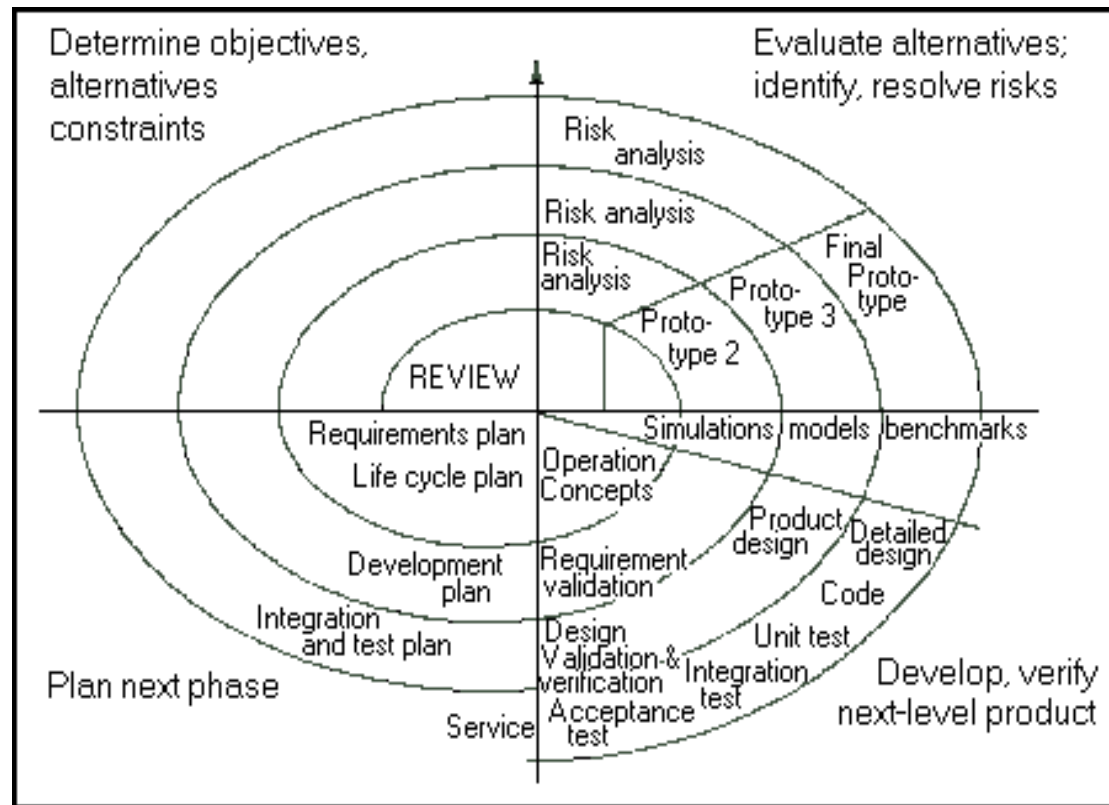 Determine objectives,
alternatives
constraints
Evaluate alternatives;
identify, resolve risks
Risk
analysis
Risk analysis
Risk
analysis
Final
Proto-
type
Proto-
type 3
Proto-
type 2
REVIEW
Simulations models benchmarks
Requirements plan
Life cycle plan
Operation
Concepts
Product
design
Detailed
design
Development
plan
Requirement
validation
Code
Integration
and test plan
Unit test
Design
Validation-&
verification
Integration
test
Plan next phase
Service
Acceptance
test
Develop, verify
next-level product